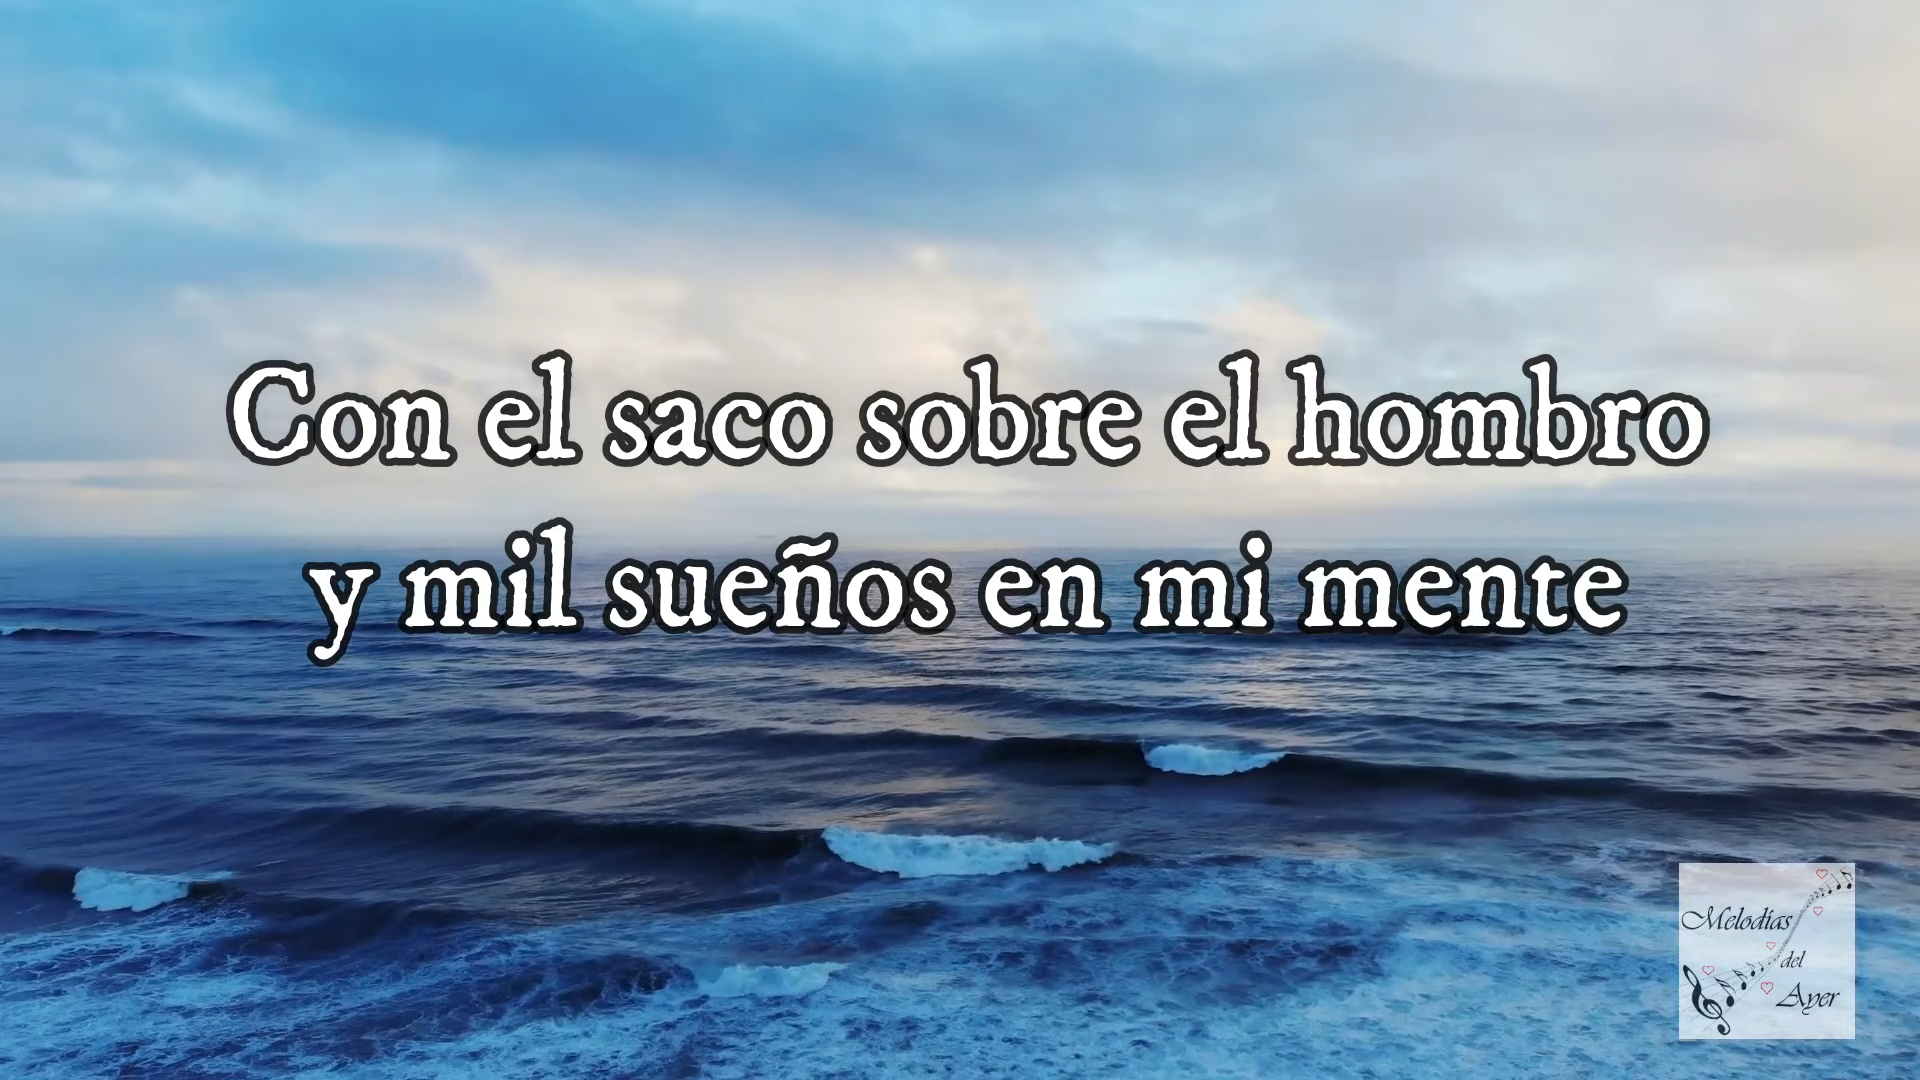 Con el saco sobre el hombro
y mil sueños en mi mente
Melodías
del
Ayer